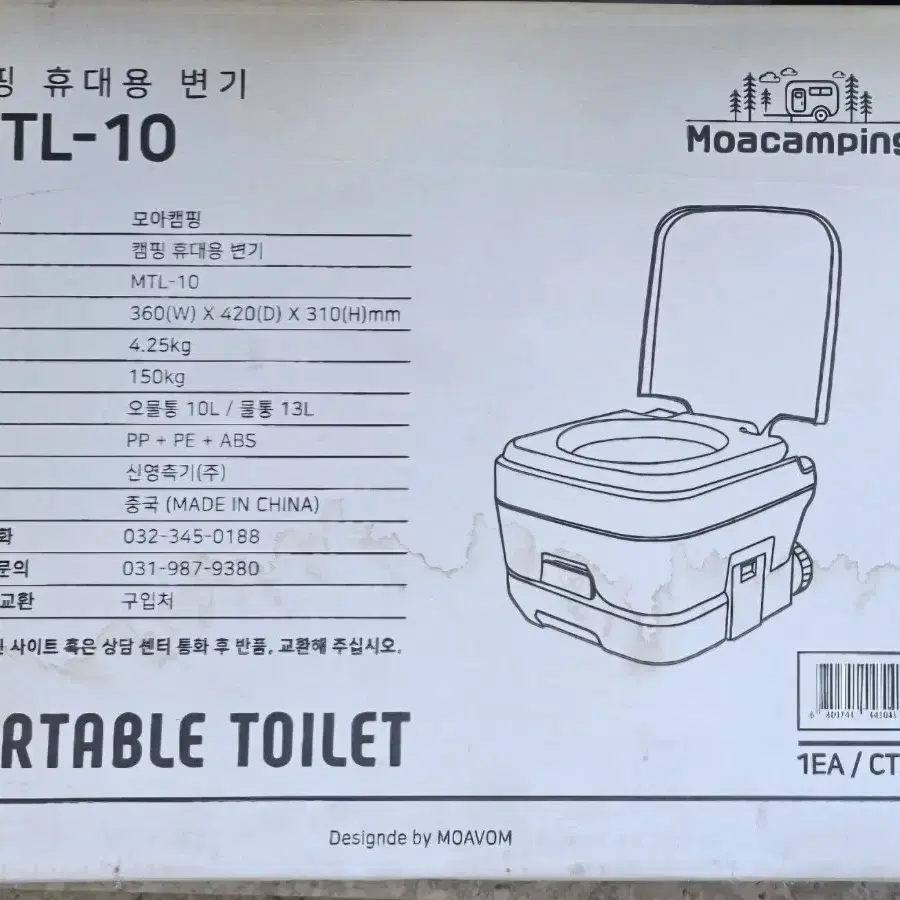 핑 휴대용 변기
TL-10
Moacamping
모아캠핑
캠핑 휴대용 변기
MTL-10
360(W) X 420(D) X 310(H)mm
4.25kg
150kg
오물통 10L / 물통 13L
PP + PE + ABS
신영측기(주)
중국 (MADE IN CHINA)
화 032-345-0188
문의 031-987-9380
교환 구입처
사이트 혹은 상담 센터 통화 후 반품, 교환해 주십시오.
RTABLE TOILET
1EA / CT
Designde by MOAVOM